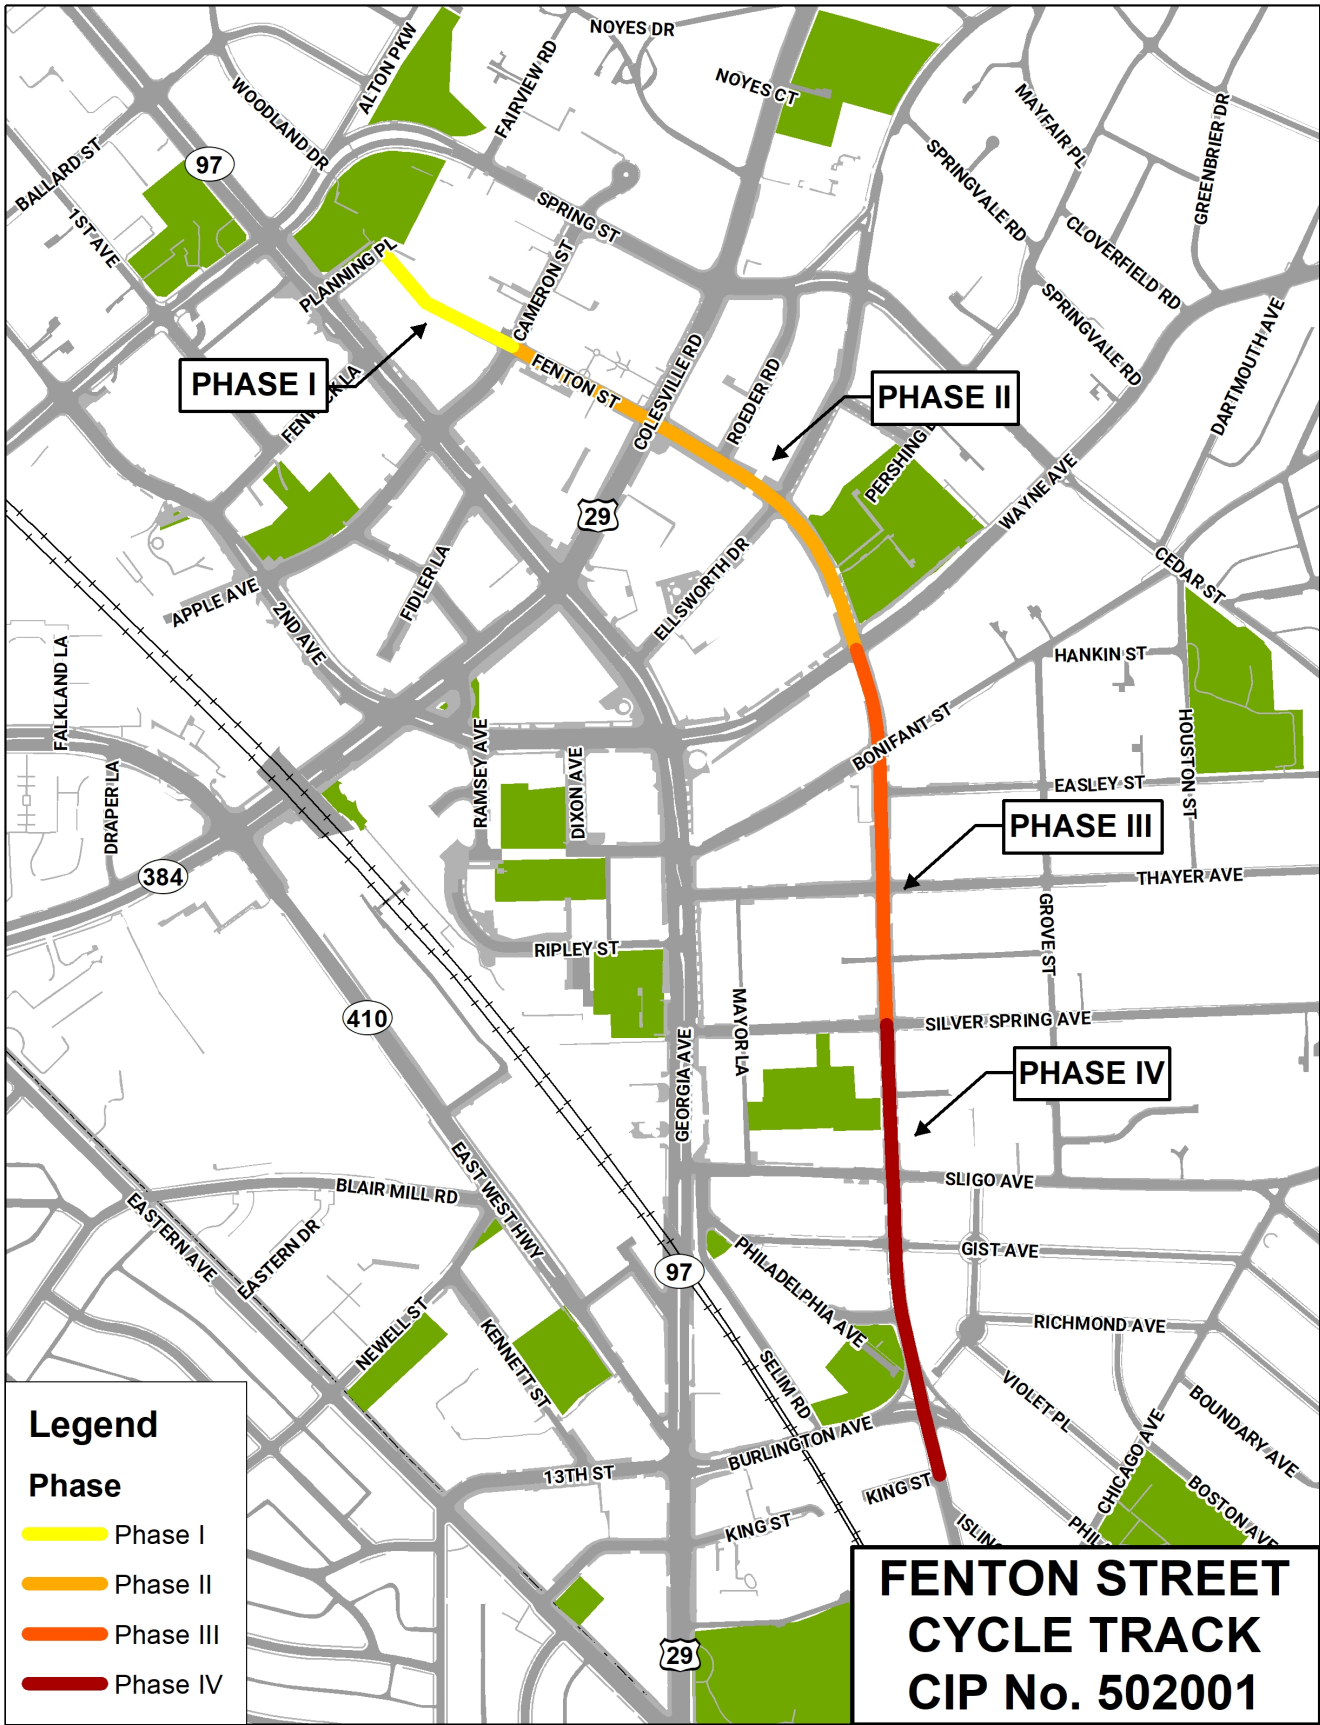 NOYES DR
ALTON PKW
FAIRVIEW RD
NOYES CT
WOODLAND DR
MAYFAIR PL
GREENBRIER DR
BALLARD ST
97
SPRINGVALE RD
1ST AVE
SPRING ST
CLOVERFIELD RD
PLANNING PL
CAMERON ST
SPRINGVALE RD
DARTMOUTH AVE
PHASE I
FENTON ST
COLESVILLE RD
ROEDER RD
PHASE II
FENWICK LA
PERSHING
WAYNE AVE
29
APPLE AVE
2ND AVE
FIDLER LA
ELLSWORTH DR
CEDAR ST
FALKLAND LA
HANKIN ST
HOUSTON ST
RAMSEY AVE
DIXON AVE
BONIFANT ST
EASLEY ST
DRAPER LA
PHASE III
384
THAYER AVE
GROVE ST
RIPLEY ST
410
MAYOR LA
SILVER SPRING AVE
GEORGIA AVE
PHASE IV
EAST WEST HWY
SLIGO AVE
BLAIR MILL RD
EASTERN AVE
EASTERN DR
PHILADELPHIA AVE
GIST AVE
97
NEWELL ST
KENNETT ST
RICHMOND AVE
SELIM RD
VIOLET PL
BOUNDARY AVE
CHICAGO AVE
BURLINGTON AVE
13TH ST
KING ST
BOSTON AVE
KING ST
ISLING
PHIL
29
Legend
Phase
Phase I
Phase II
Phase III
Phase IV
FENTON STREET
CYCLE TRACK
CIP No. 502001